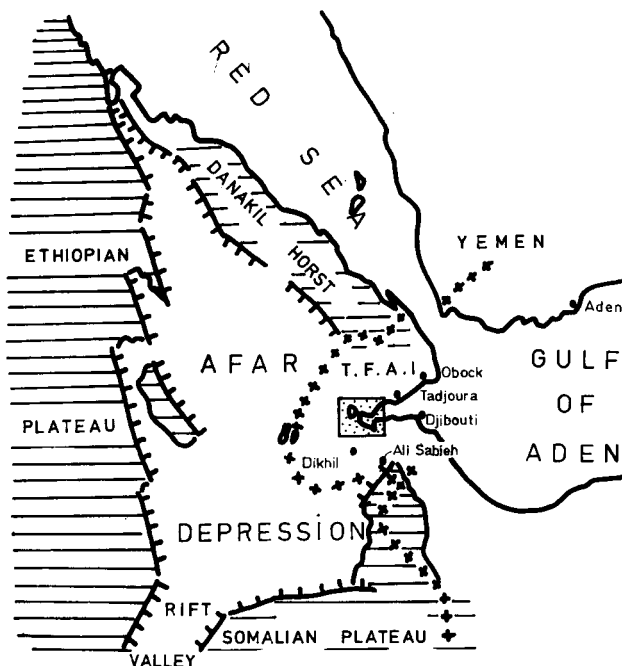 RED SEA
DANAKIL
HORST
ETHIOPIAN
PLATEAU
YEMEN
Aden
GULF
OF
ADEN
AFAR
T.F.A.I.
Obock
Tadjoura
Djibouti
Ali Sabieh
Dikhil
DEPRESSION
RIFT
VALLEY
SOMALIAN PLATEAU